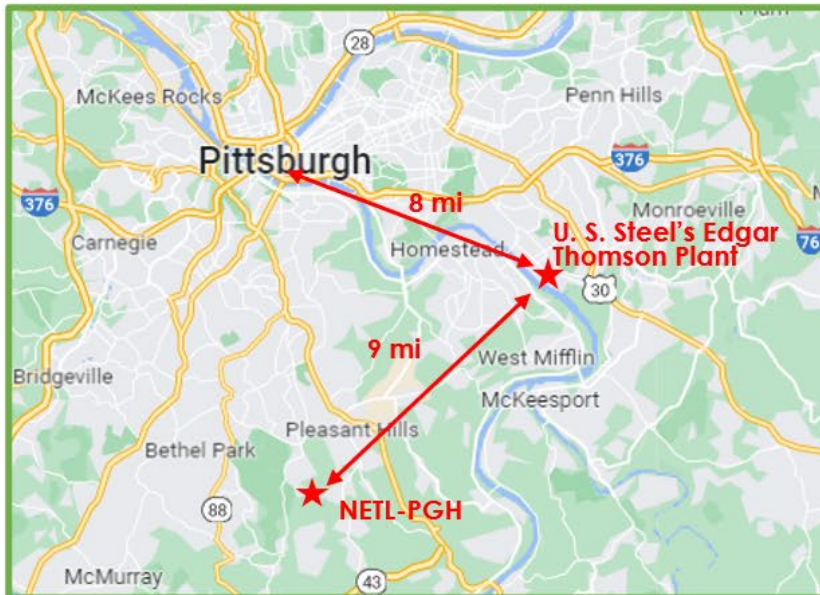 28
McKees Rocks
Penn Hills
Pittsburgh
376
376
8 mi
Monroeville
U. S. Steel's Edgar
Thomson Plant
Carnegie
Homestead
76
30
9 mi
West Mifflin
Bridgeville
McKeesport
Pleasant Hills
Bethel Park
NETL-PGH
88
McMurray
43